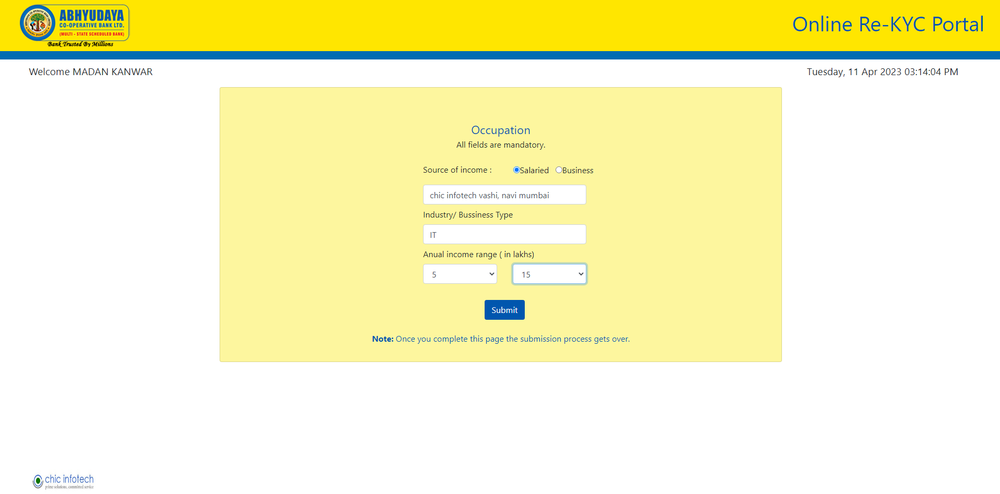 ABHYUDAYA
CO-OPERATIVE BANK LTD.
(MULTI - STATE SCHEDULED BANK)
Bank Trusted By Millions
Online Re-KYC Portal
Welcome MADAN KANWAR
Tuesday, 11 Apr 2023 03:14:04 PM
Occupation
All fields are mandatory.
Source of income : Salaried Business
chic infotech vashi, navi mumbai
Industry/ Bussiness Type
IT
Anual income range ( in lakhs)
5 15
Submit
Note: Once you complete this page the submission process gets over.
chic infotech
prime solutions, committed service